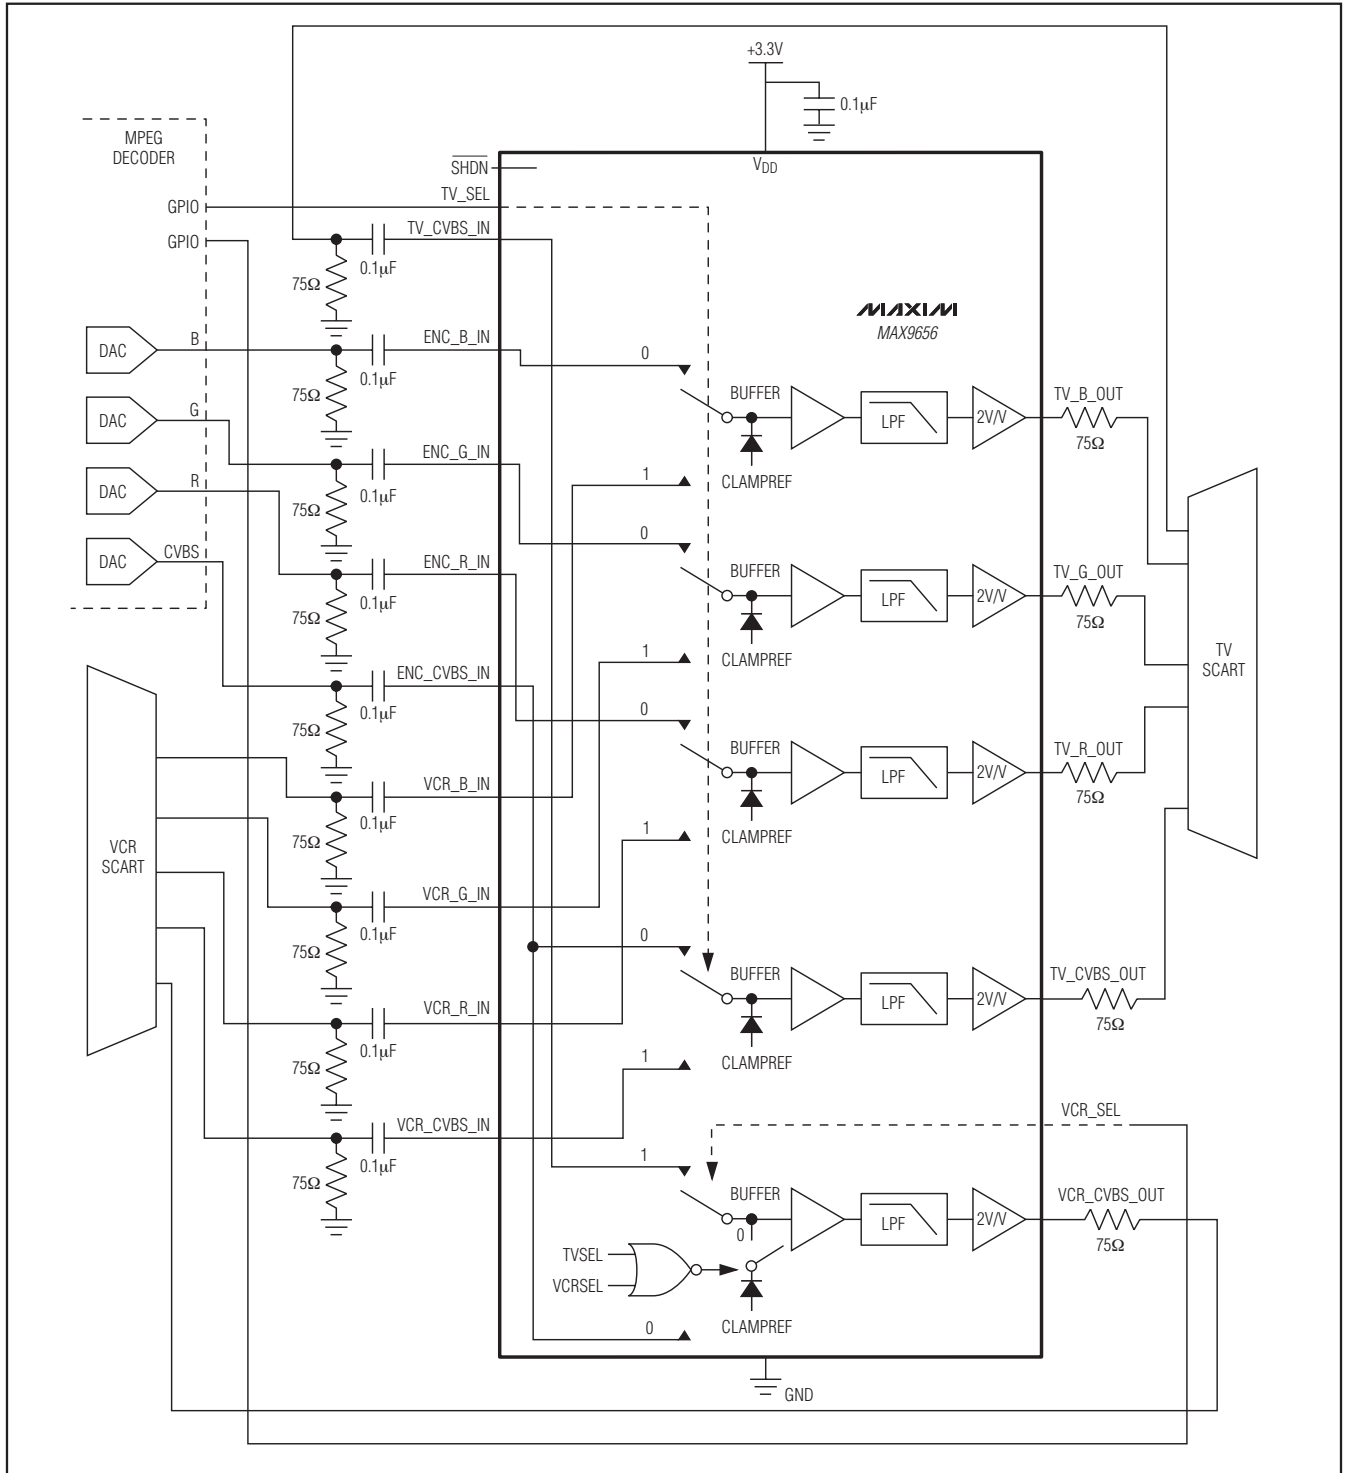 +3.3V
0.1µF
MPEG
DECODER
SHDN
VDD
TV_SEL
GPIO
TV_CVBS_IN
GPIO
0.1µF
75Ω
MAXIM
MAX9656
B
ENC_B_IN
DAC
0
0.1µF
75Ω
BUFFER
TV_B_OUT
LPF
2V/V
75Ω
G
DAC
ENC_G_IN
1
CLAMPREF
0.1µF
75Ω
R
DAC
0
CVBS
DAC
ENC_R_IN
BUFFER
TV_G_OUT
0.1µF
LPF
2V/V
75Ω
75Ω
1
CLAMPREF
TV
SCART
ENC_CVBS_IN
0.1µF
0
75Ω
BUFFER
TV_R_OUT
LPF
2V/V
75Ω
VCR_B_IN
0.1µF
1
CLAMPREF
75Ω
VCR
SCART
VCR_G_IN
0.1µF
0
75Ω
BUFFER
TV_CVBS_OUT
LPF
2V/V
75Ω
VCR_R_IN
0.1µF
1
CLAMPREF
75Ω
VCR_CVBS_IN
VCR_SEL
0.1µF
1
75Ω
BUFFER
VCR_CVBS_OUT
LPF
2V/V
0
75Ω
TVSEL
VCRSEL
0
CLAMPREF
GND